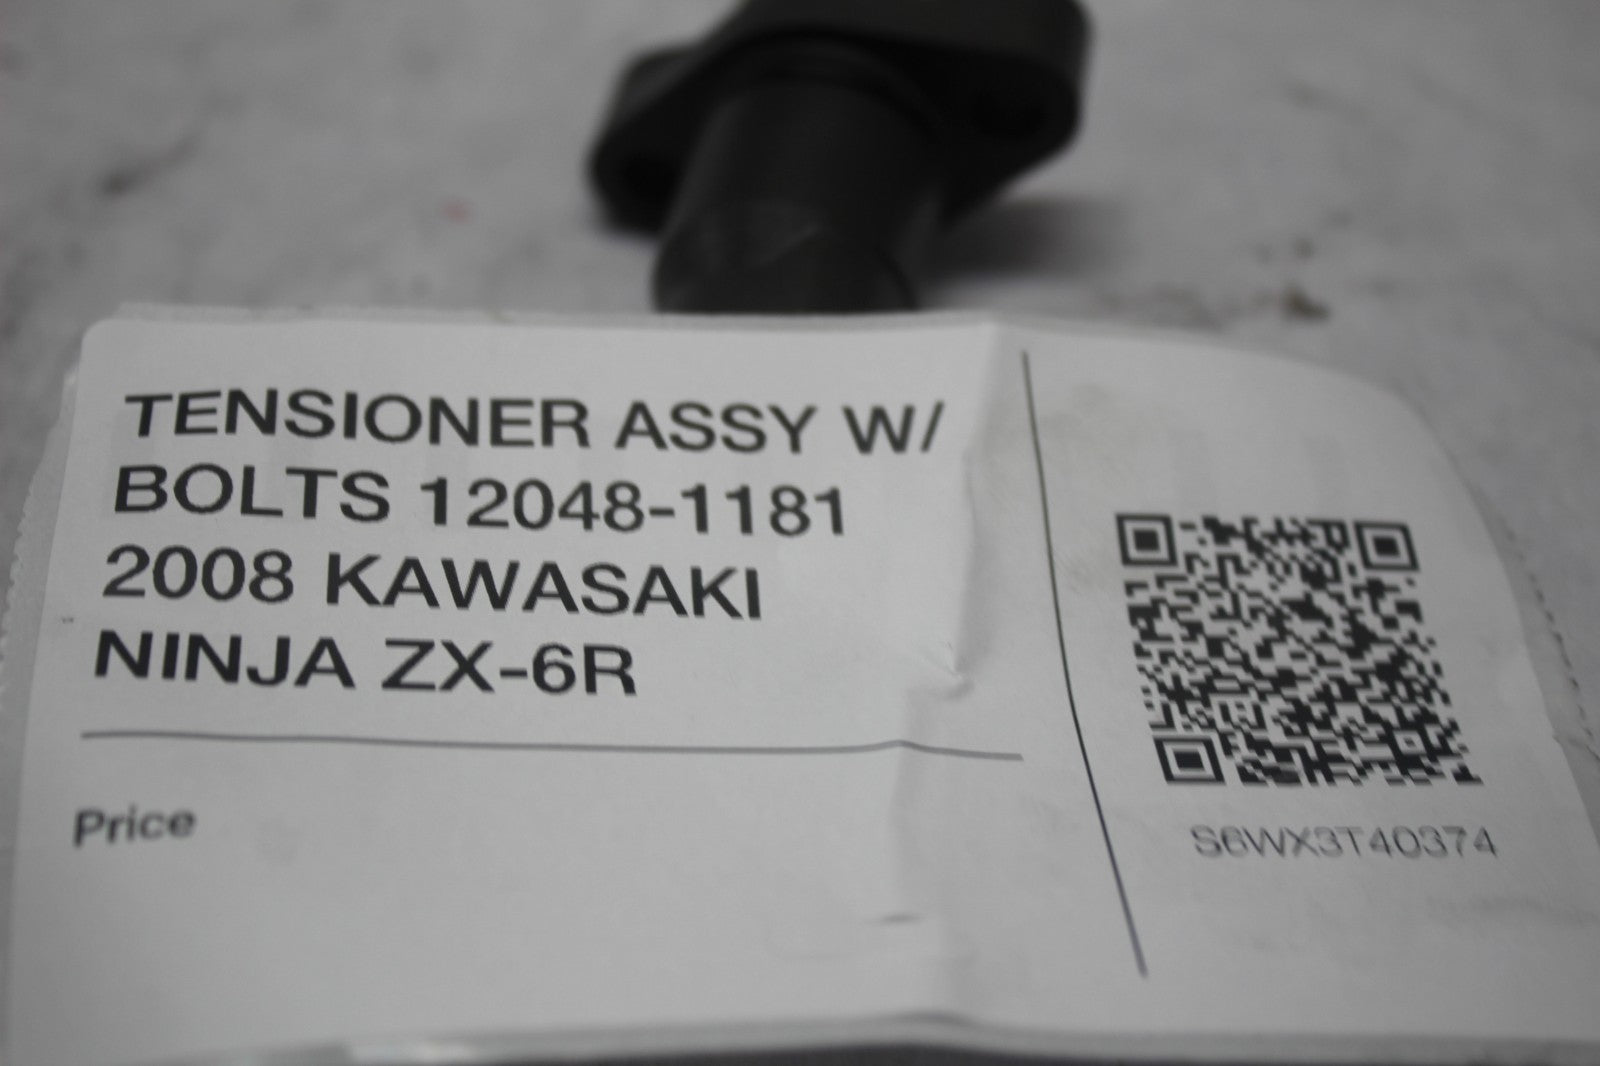 TENSIONER ASSY W/
BOLTS 12048-1181
2008 KAWASAKI
NINJA ZX-6R
Price
S6WX3T40374